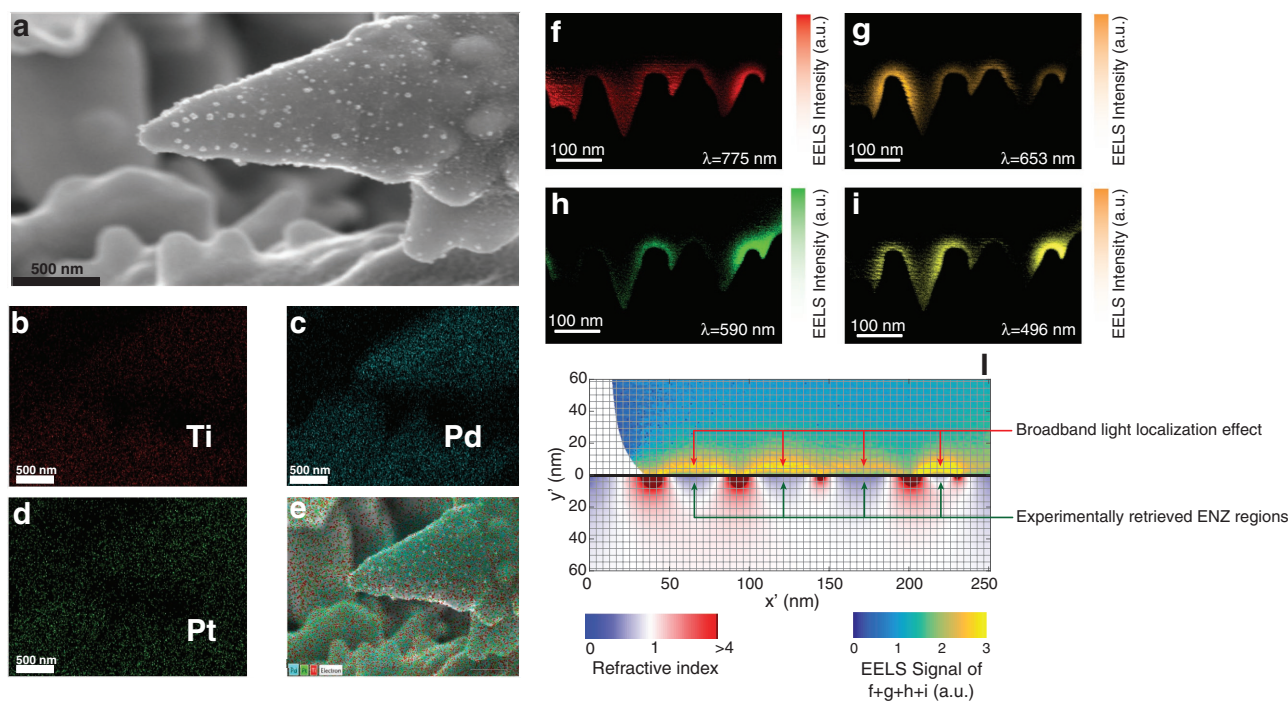 a
500 nm
b
Ti
500 nm
c
Pd
500 nm
d
Pt
500 nm
e
Electron
f
100 nm
λ=775 nm
EELS Intensity (a.u.)
g
100 nm
λ=653 nm
EELS Intensity (a.u.)
h
100 nm
λ=590 nm
EELS Intensity (a.u.)
i
100 nm
λ=496 nm
EELS Intensity (a.u.)
l
60
40
20
0
20
40
60
y' (nm)
0 50 100 150 200 250
x' (nm)
Broadband light localization effect
Experimentally retrieved ENZ regions
0 1 >4
Refractive index
0 1 2 3
EELS Signal of
f+g+h+i (a.u.)